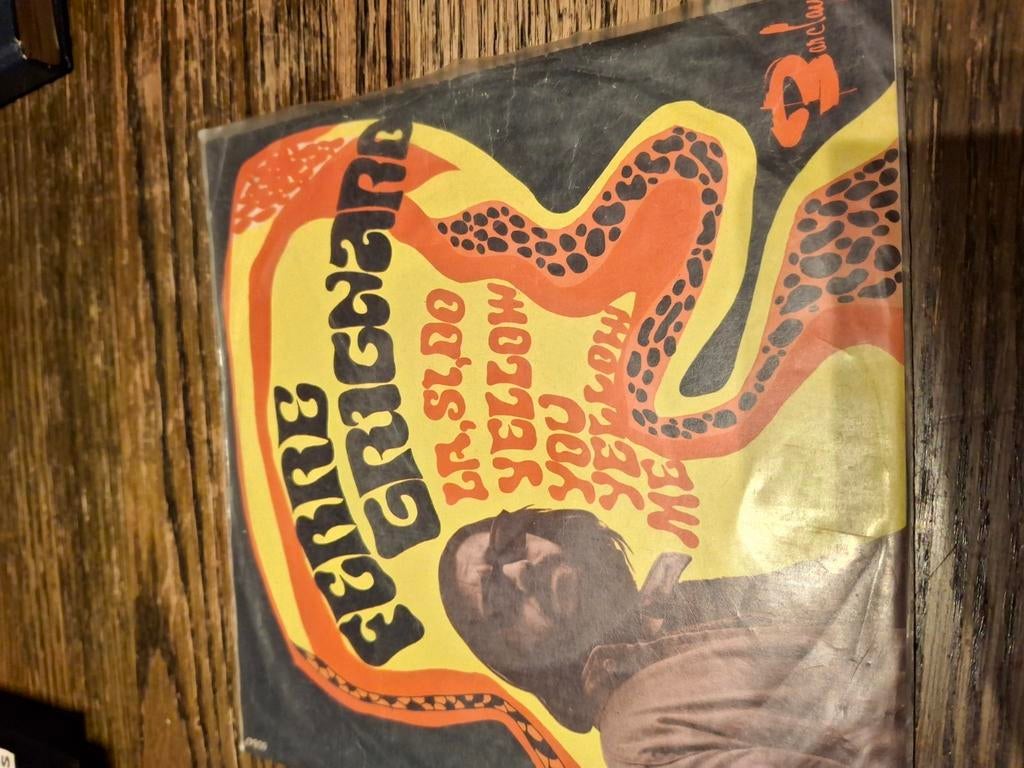 Barclay
FERRE
GRIGNARD
LA, SI, DO
YELLOW
YOU
YELLOW
ME